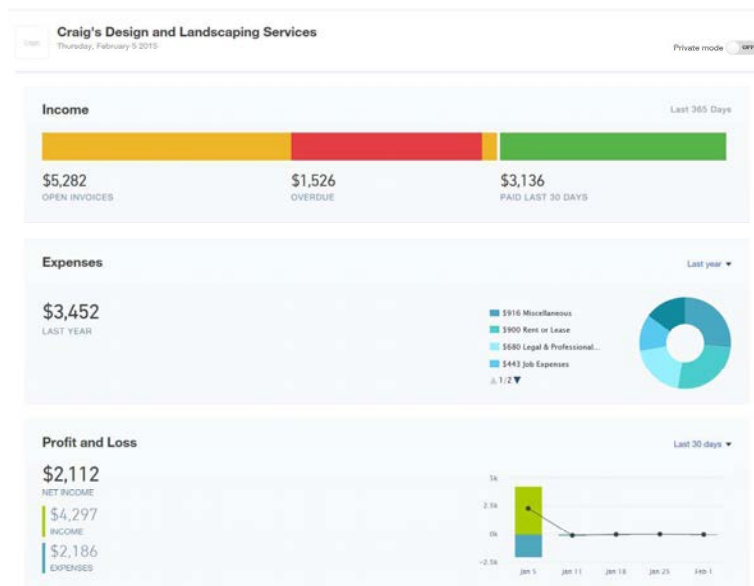 Craig's Design and Landscaping Services
Thursday, February 5 2015
Private mode OFF
Income
Last 365 Days
$5,282
OPEN INVOICES
$1,526
OVERDUE
$3,136
PAID LAST 30 DAYS
Expenses
Last year
$3,452
LAST YEAR
$916 Miscellaneous
$900 Rent or Lease
$680 Legal & Professional...
$443 Job Expenses
1/2
Profit and Loss
Last 30 days
$2,112
NET INCOME
$4,297
INCOME
$2,186
EXPENSES
5k
2.5k
0k
-2.5k
Jan 5 Jan 11 Jan 18 Jan 25 Feb 1